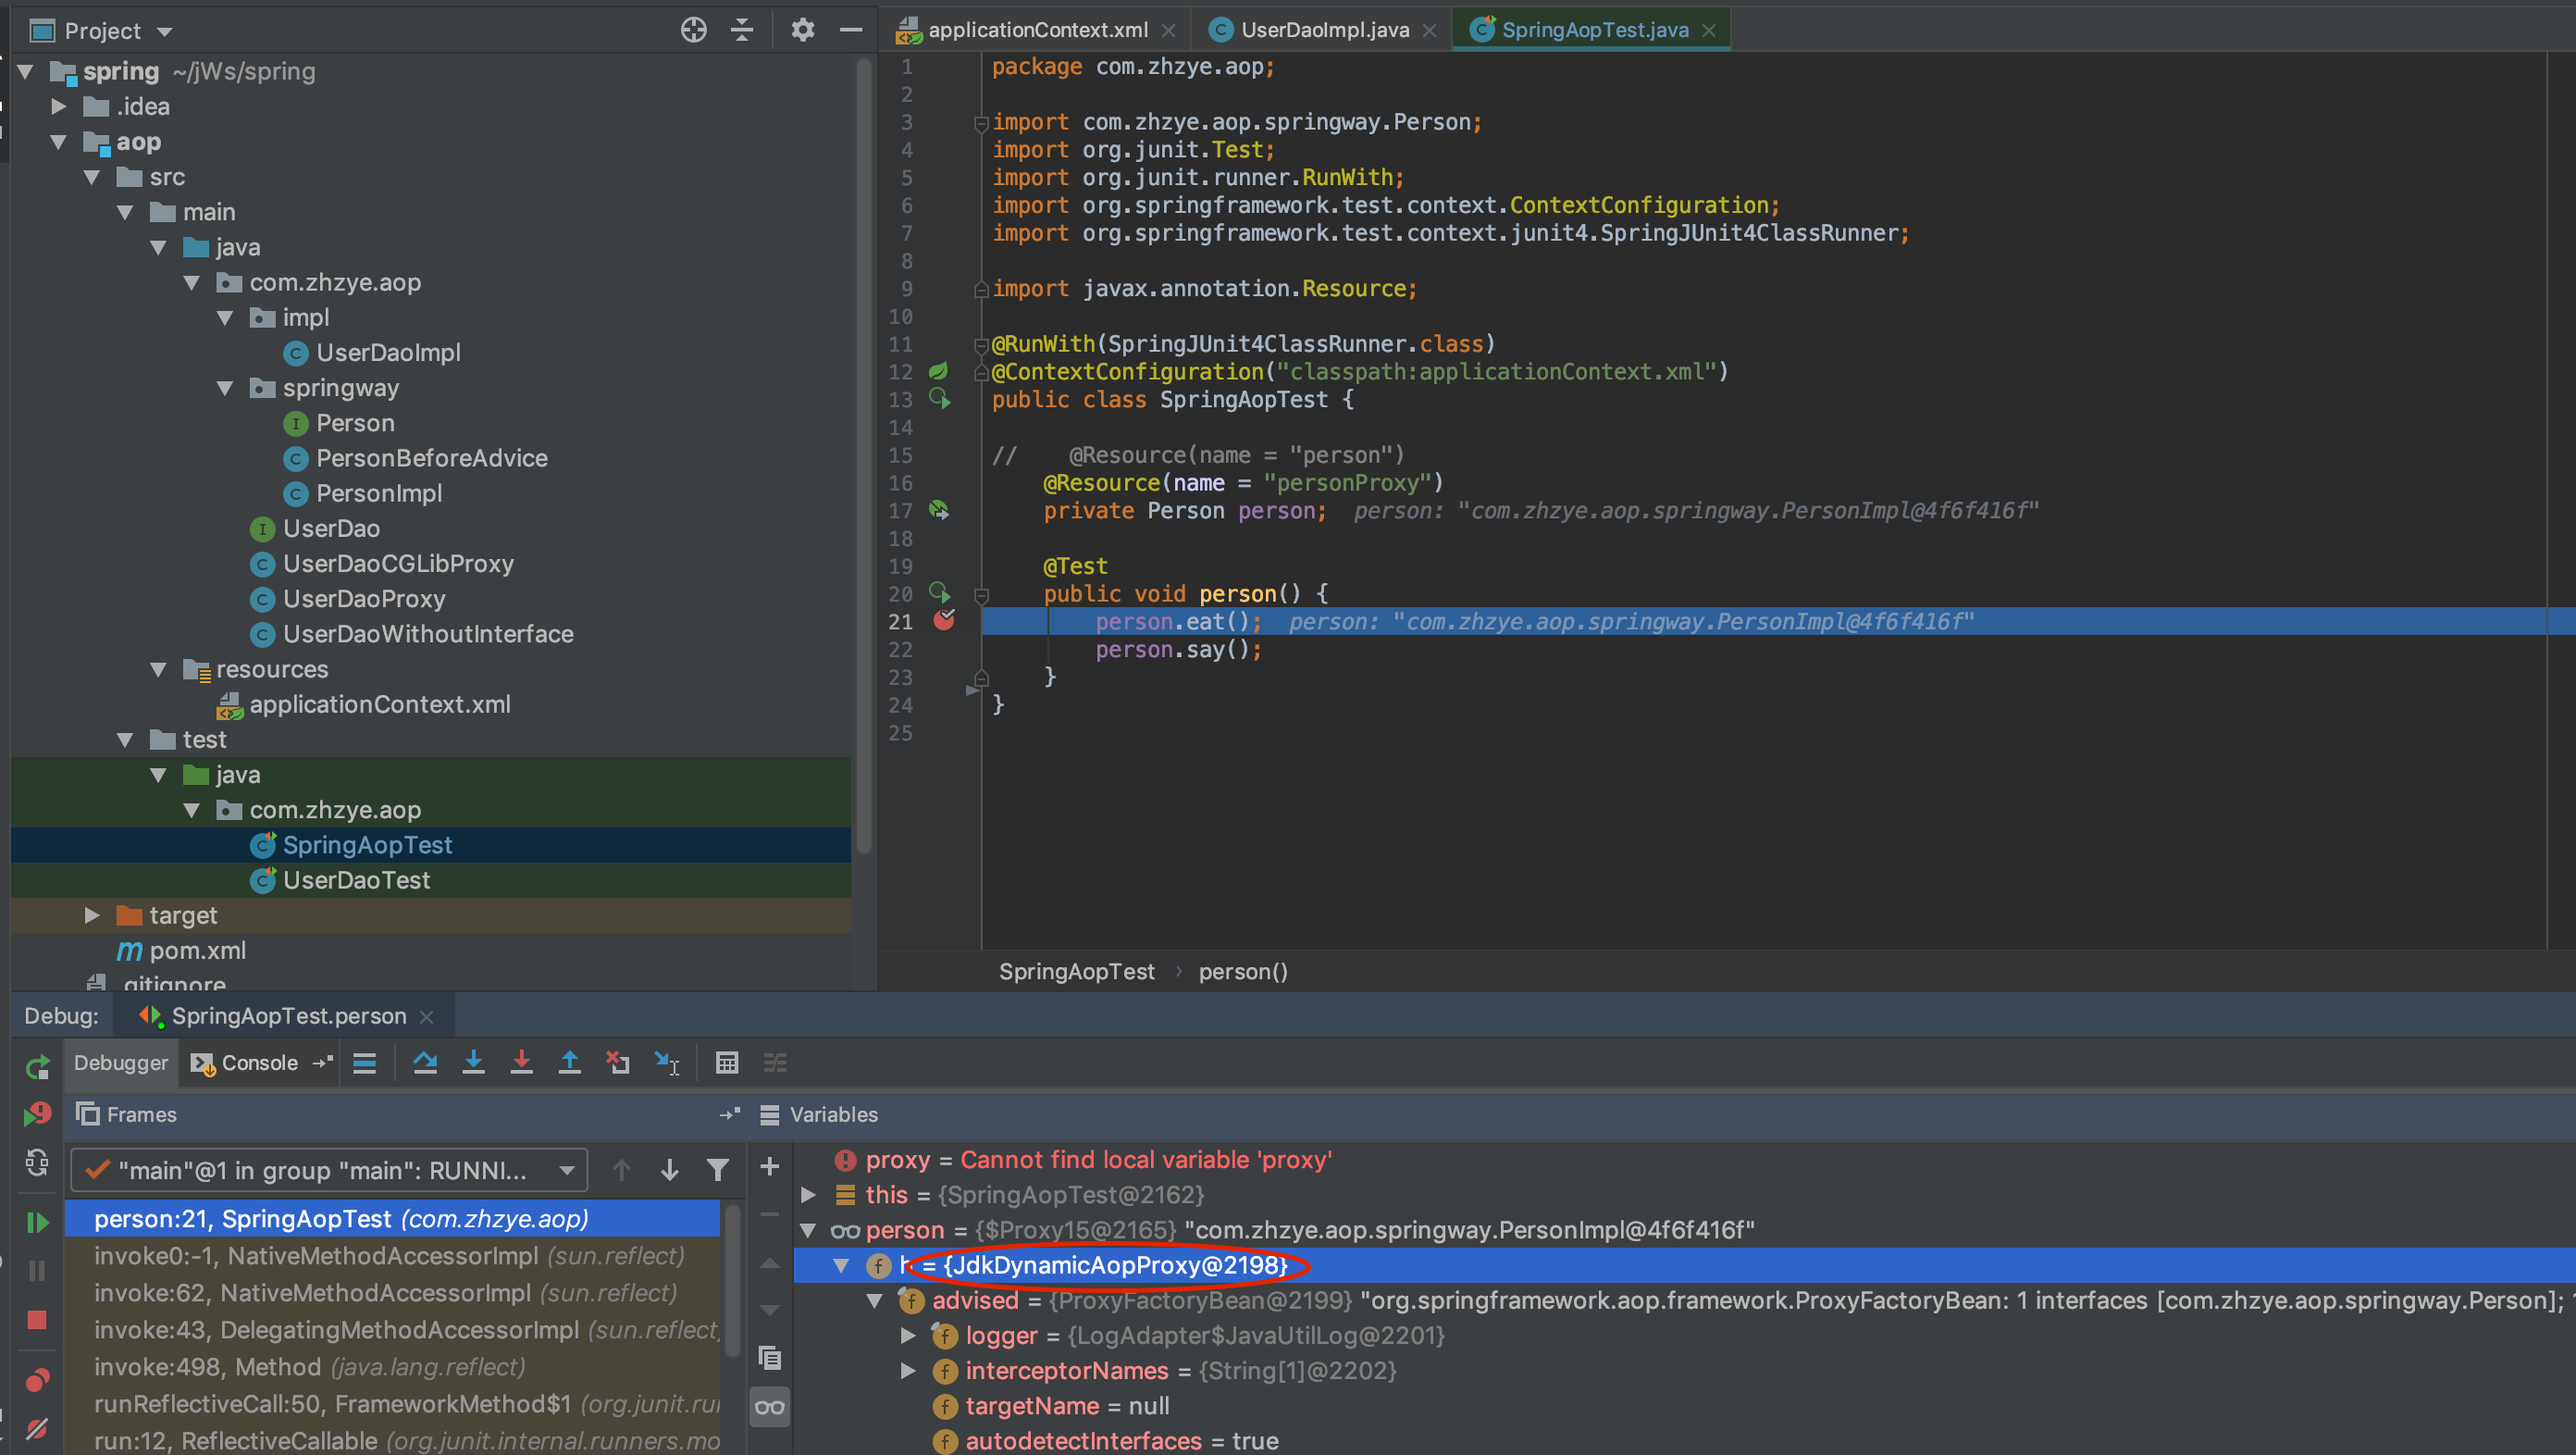 Project
spring ~/jWs/spring
.idea
aop
src
main
java
com.zhzye.aop
impl
UserDaoImpl
springway
Person
PersonBeforeAdvice
PersonImpl
UserDao
UserDaoCGLibProxy
UserDaoProxy
UserDaoWithoutInterface
resources
applicationContext.xml
test
java
com.zhzye.aop
SpringAopTest
UserDaoTest
target
pom.xml
.gitignore
applicationContext.xml
UserDaoImpl.java
SpringAopTest.java
1 package com.zhzye.aop;
2
3 import com.zhzye.aop.springway.Person;
4 import org.junit.Test;
5 import org.junit.runner.RunWith;
6 import org.springframework.test.context.ContextConfiguration;
7 import org.springframework.test.context.junit4.SpringJUnit4ClassRunner;
8
9 import javax.annotation.Resource;
10
11 @RunWith(SpringJUnit4ClassRunner.class)
12 @ContextConfiguration("classpath:applicationContext.xml")
13 public class SpringAopTest {
14
15 // @Resource(name = "person")
16 @Resource(name = "personProxy")
17 private Person person; person: "com.zhzye.aop.springway.PersonImpl@4f6f416f"
18
19 @Test
20 public void person() {
21 person.eat(); person: "com.zhzye.aop.springway.PersonImpl@4f6f416f"
22 person.say();
23 }
24 }
25
SpringAopTest › person()
Debug: SpringAopTest.person
Debugger Console
Frames
"main"@1 in group "main": RUNNI...
person:21, SpringAopTest (com.zhzye.aop)
invoke0:-1, NativeMethodAccessorImpl (sun.reflect)
invoke:62, NativeMethodAccessorImpl (sun.reflect)
invoke:43, DelegatingMethodAccessorImpl (sun.reflect)
invoke:498, Method (java.lang.reflect)
runReflectiveCall:50, FrameworkMethod$1 (org.junit.ru
run:12, ReflectiveCallable (org.junit.internal.runners.mo
Variables
proxy = Cannot find local variable 'proxy'
this = {SpringAopTest@2162}
person = {$Proxy15@2165} "com.zhzye.aop.springway.PersonImpl@4f6f416f"
h = {JdkDynamicAopProxy@2198}
advised = {ProxyFactoryBean@2199} "org.springframework.aop.framework.ProxyFactoryBean: 1 interfaces [com.zhzye.aop.springway.Person];
logger = {LogAdapter$JavaUtilLog@2201}
interceptorNames = {String[1]@2202}
targetName = null
autodetectInterfaces = true